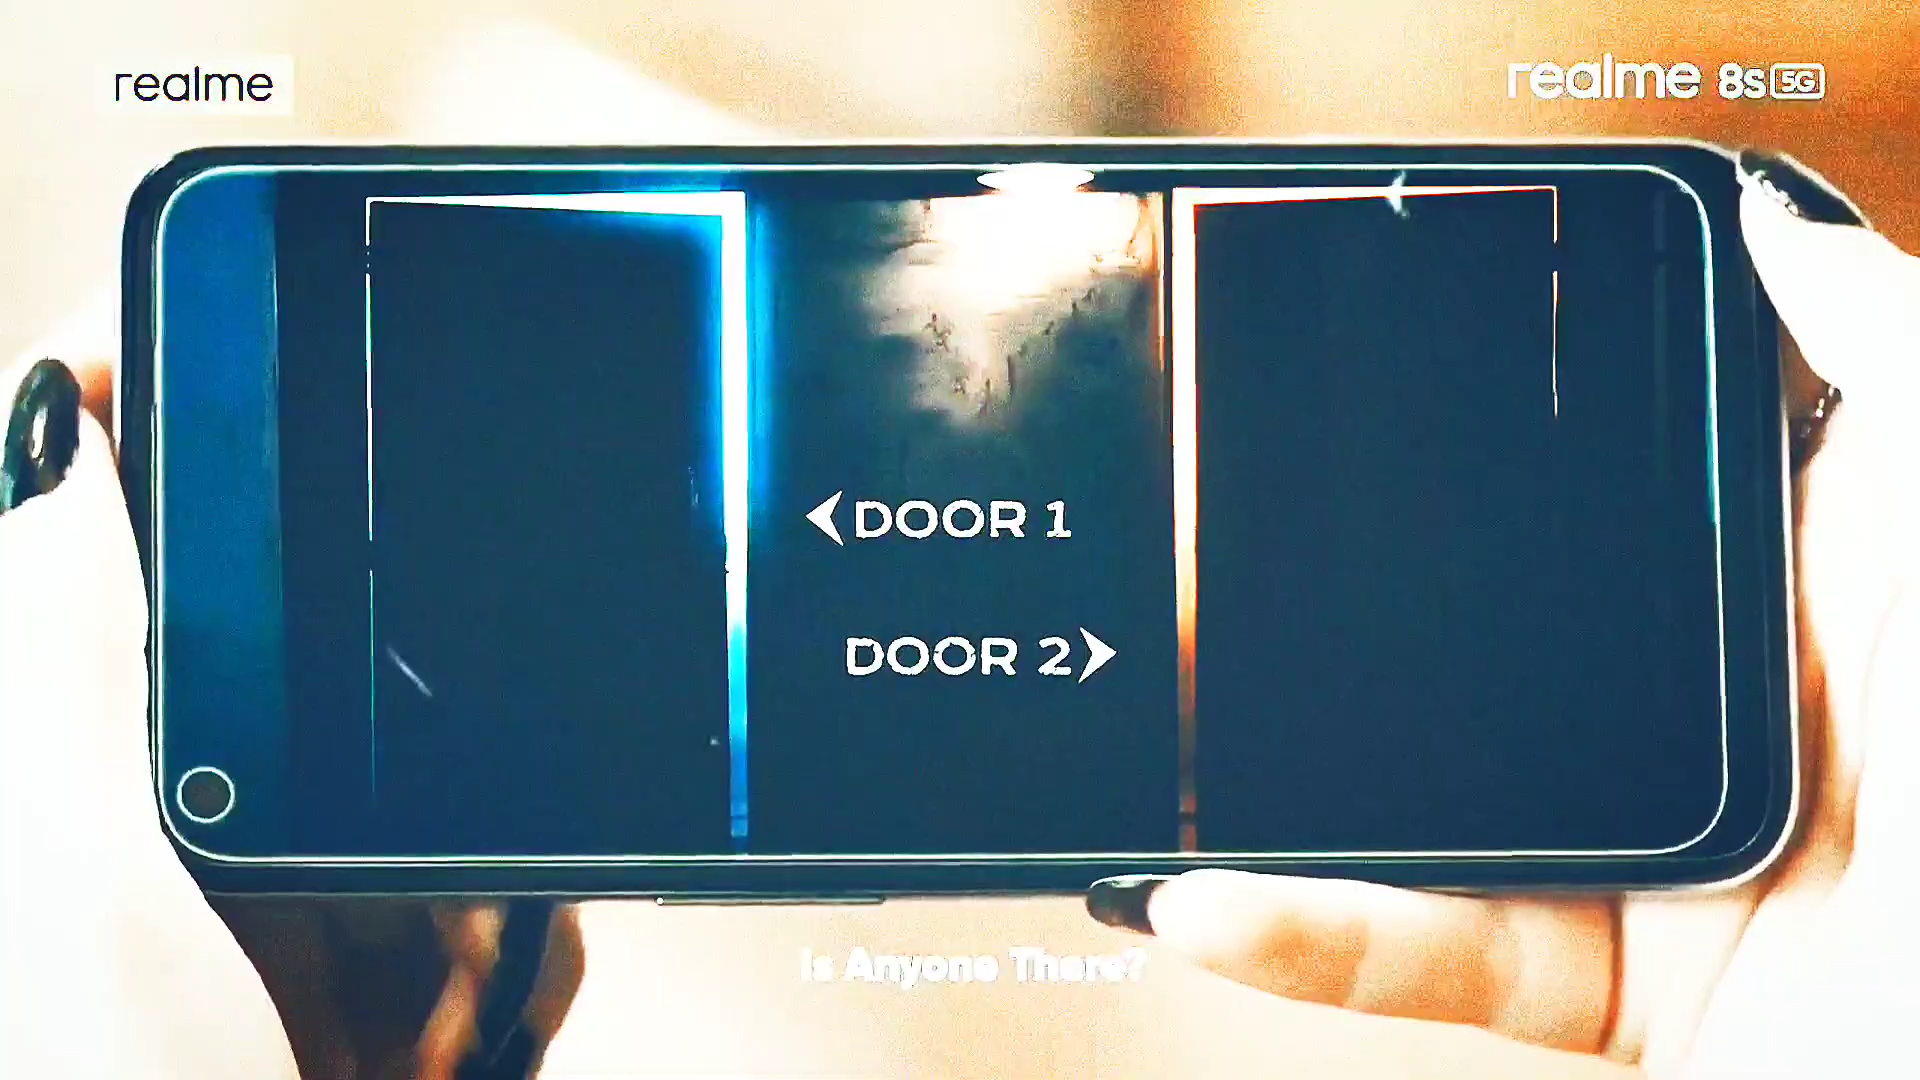 realme
realme 8s 5G
DOOR 1
DOOR 2
Is Anyone There?